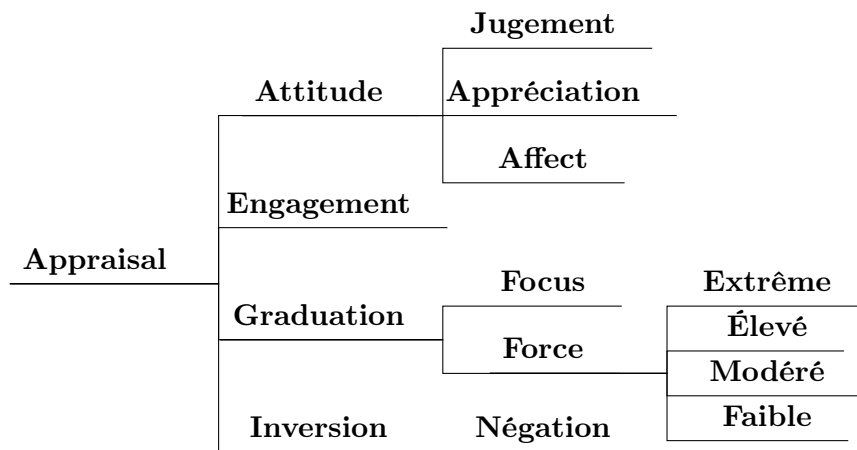 Jugement
Attitude Appréciation
Affect
Engagement
Appraisal
Focus Extrême
Graduation Élevé
Force
Modéré
Inversion Négation Faible